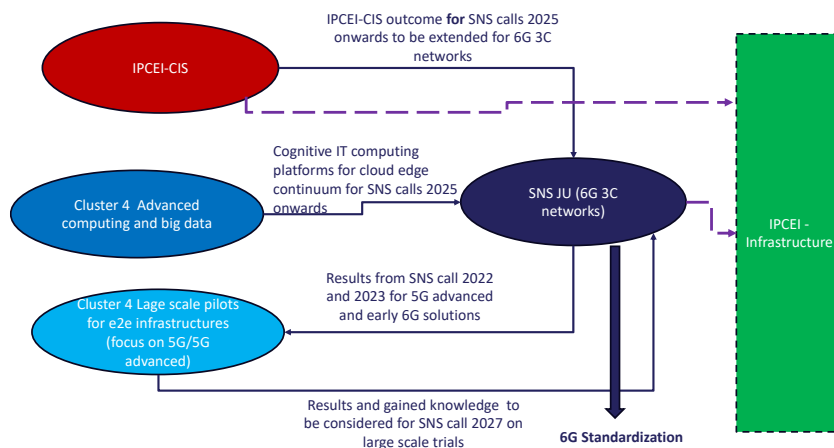 IPCEI-CIS outcome for SNS calls 2025
onwards to be extended for 6G 3C
networks
IPCEI-CIS
Cognitive IT computing
platforms for cloud edge
continuum for SNS calls 2025
onwards
Cluster 4 Advanced
computing and big data
SNS JU (6G 3C
networks)
IPCEI -
Infrastructure
Results from SNS call 2022
and 2023 for 5G advanced
and early 6G solutions
Cluster 4 Lage scale pilots
for e2e infrastructures
(focus on 5G/5G
advanced)
Results and gained knowledge to
be considered for SNS call 2027 on
large scale trials
6G Standardization